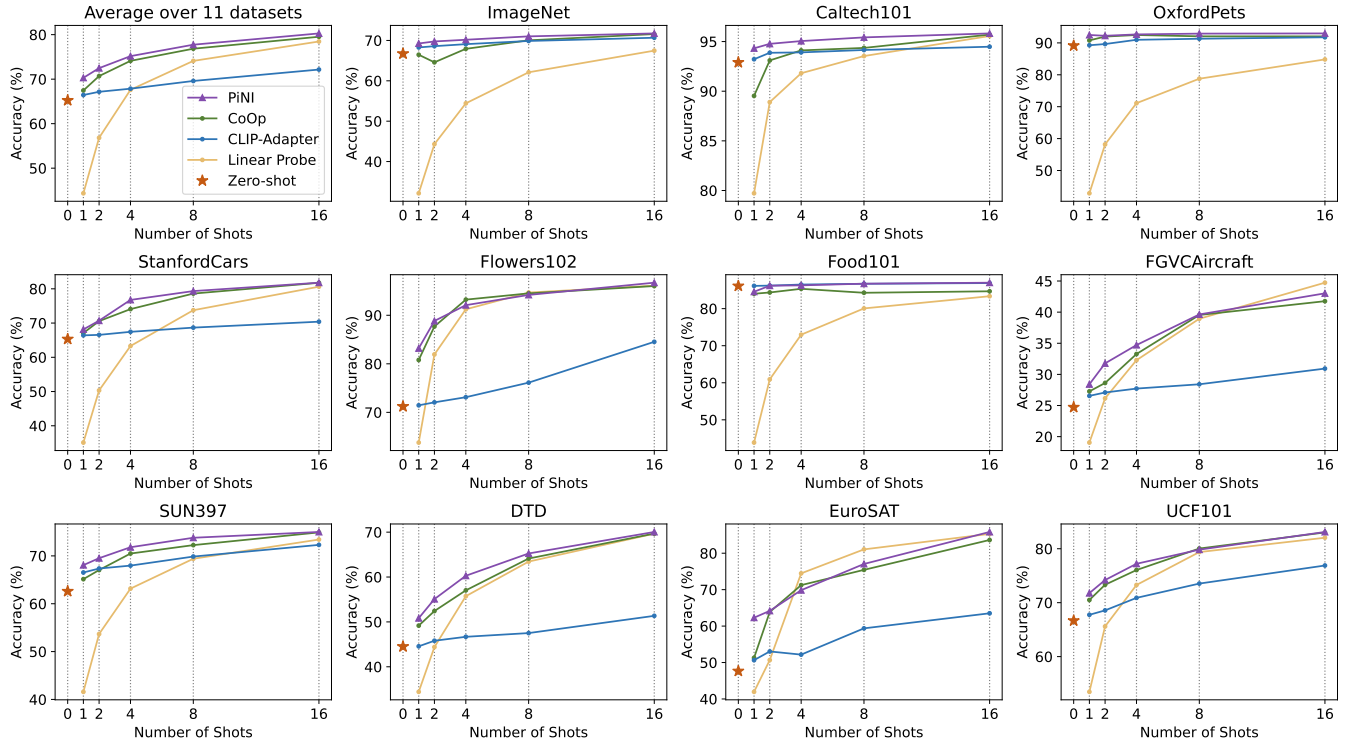 Average over 11 datasets
Accuracy (%)
80
70
60
50
PiNI
CoOp
CLIP-Adapter
Linear Probe
Zero-shot
0 1 2 4 8 16
Number of Shots
ImageNet
Accuracy (%)
70
60
50
40
0 1 2 4 8 16
Number of Shots
Caltech101
Accuracy (%)
95
90
85
80
0 1 2 4 8 16
Number of Shots
OxfordPets
Accuracy (%)
90
80
70
60
50
0 1 2 4 8 16
Number of Shots
StanfordCars
Accuracy (%)
80
70
60
50
40
0 1 2 4 8 16
Number of Shots
Flowers102
Accuracy (%)
90
80
70
0 1 2 4 8 16
Number of Shots
Food101
Accuracy (%)
80
70
60
50
0 1 2 4 8 16
Number of Shots
FGVCAircraft
Accuracy (%)
45
40
35
30
25
20
0 1 2 4 8 16
Number of Shots
SUN397
Accuracy (%)
70
60
50
40
0 1 2 4 8 16
Number of Shots
DTD
Accuracy (%)
70
60
50
40
0 1 2 4 8 16
Number of Shots
EuroSAT
Accuracy (%)
80
70
60
50
40
0 1 2 4 8 16
Number of Shots
UCF101
Accuracy (%)
80
70
60
0 1 2 4 8 16
Number of Shots